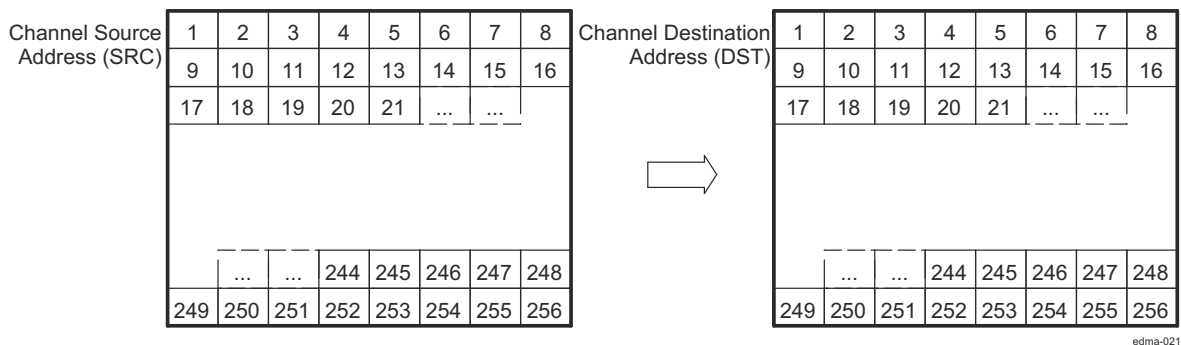 Channel Source 1 2 3 4 5 6 7 8 Channel Destination 1 2 3 4 5 6 7 8
Address (SRC) 9 10 11 12 13 14 15 16 Address (DST) 9 10 11 12 13 14 15 16
17 18 19 20 21 ... ... 17 18 19 20 21 ... ...
... ... 244 245 246 247 248 ... ... 244 245 246 247 248
249 250 251 252 253 254 255 256 249 250 251 252 253 254 255 256
edma-021